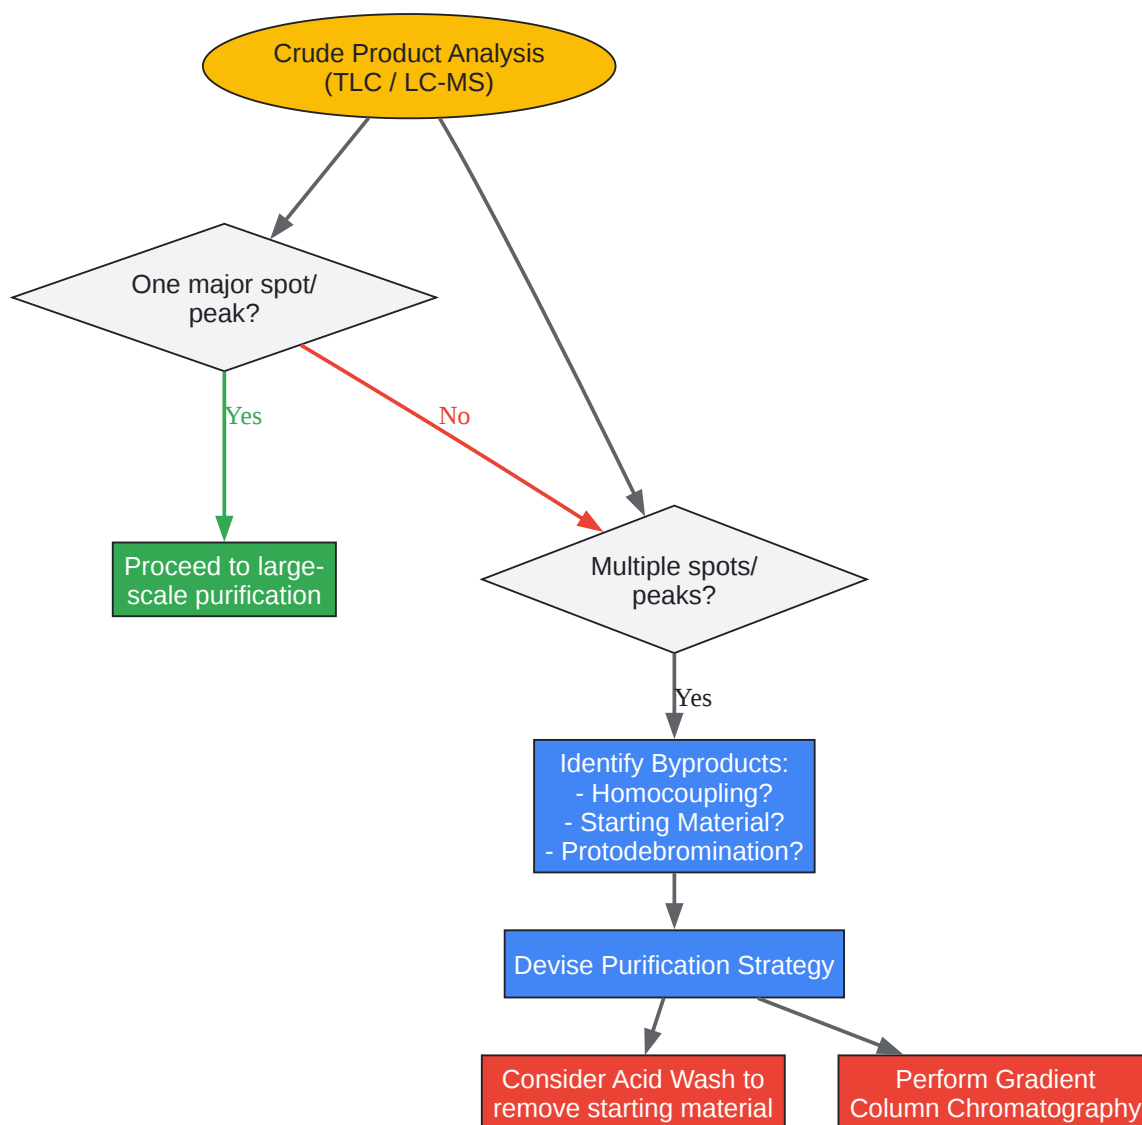 Crude Product Analysis
(TLC / LC-MS)
One major spot/
peak?
Yes
No
Proceed to large-
scale purification
Multiple spots/
peaks?
Yes
Identify Byproducts:
- Homocoupling?
- Starting Material?
- Protodebromination?
Devise Purification Strategy
Consider Acid Wash to
remove starting material
Perform Gradient
Column Chromatography